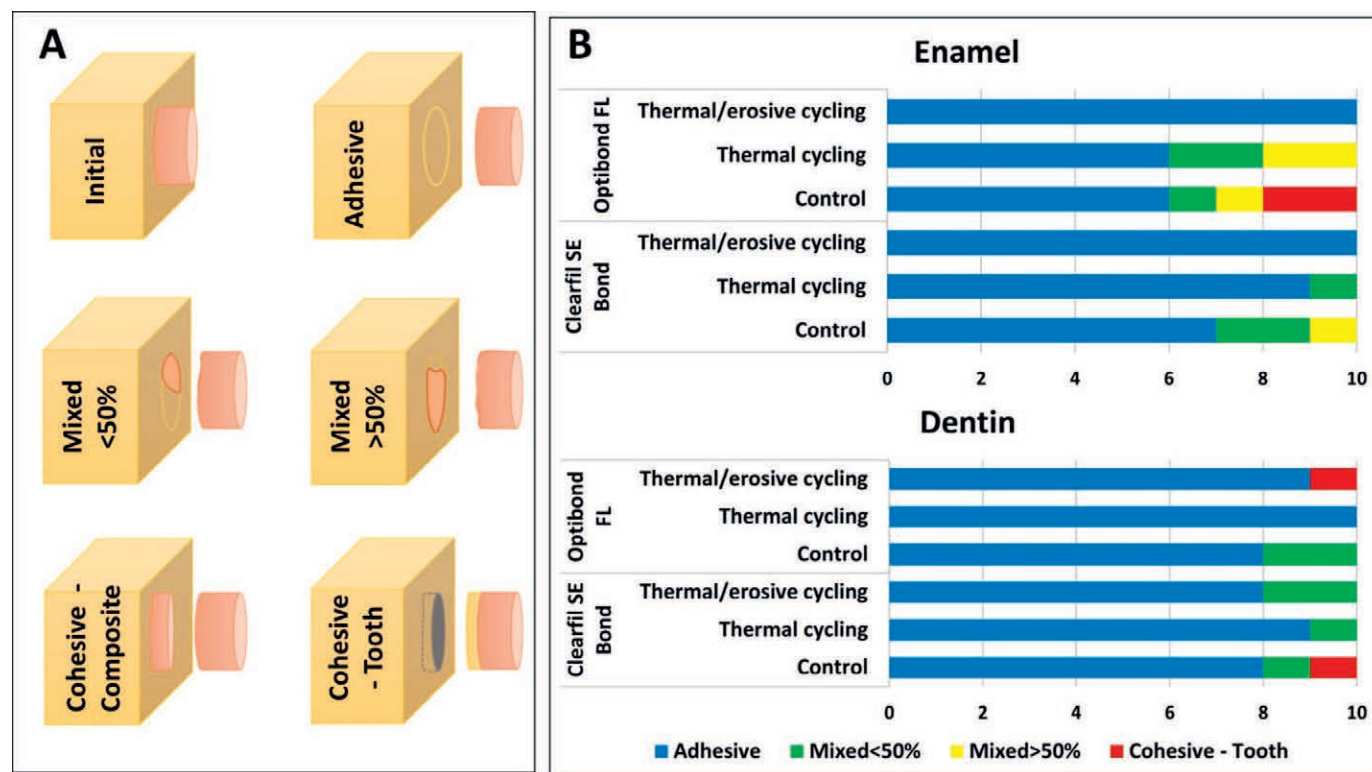 A
Initial
Adhesive
Mixed
<50%
Mixed
>50%
Cohesive -
Composite
Cohesive
- Tooth
B
Enamel
Optibond FL
Thermal/erosive cycling
Thermal cycling
Control
Clearfil SE
Bond
Thermal/erosive cycling
Thermal cycling
Control
0 2 4 6 8 10
Dentin
Optibond
FL
Thermal/erosive cycling
Thermal cycling
Control
Clearfil SE
Bond
Thermal/erosive cycling
Thermal cycling
Control
0 2 4 6 8 10
Adhesive Mixed<50% Mixed>50% Cohesive - Tooth